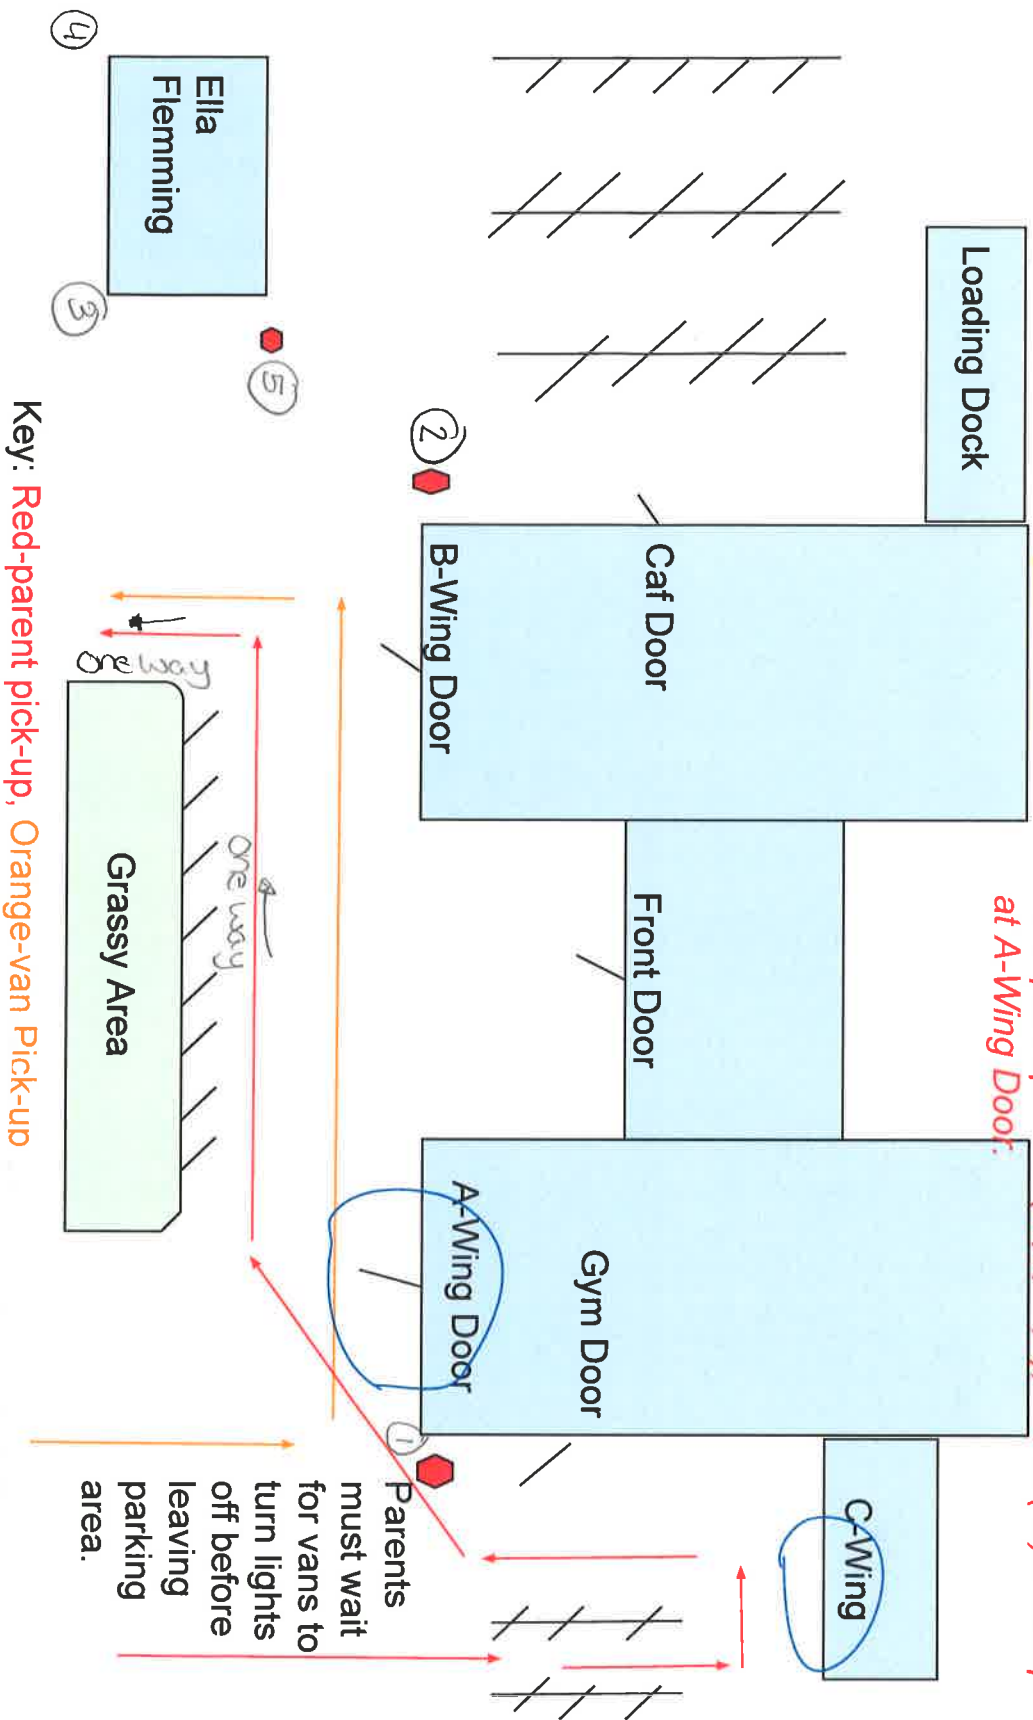 at A-Wing Door.
Loading Dock
C-Wing
Caf Door
Front Door
Gym Door
B-Wing Door
A-Wing Door
2
1
Parents
must wait
for vans to
turn lights
off before
leaving
parking
area.
5
Ella
Flemming
one way
one way
Grassy Area
4
3
Key: Red-parent pick-up, Orange-van Pick-up